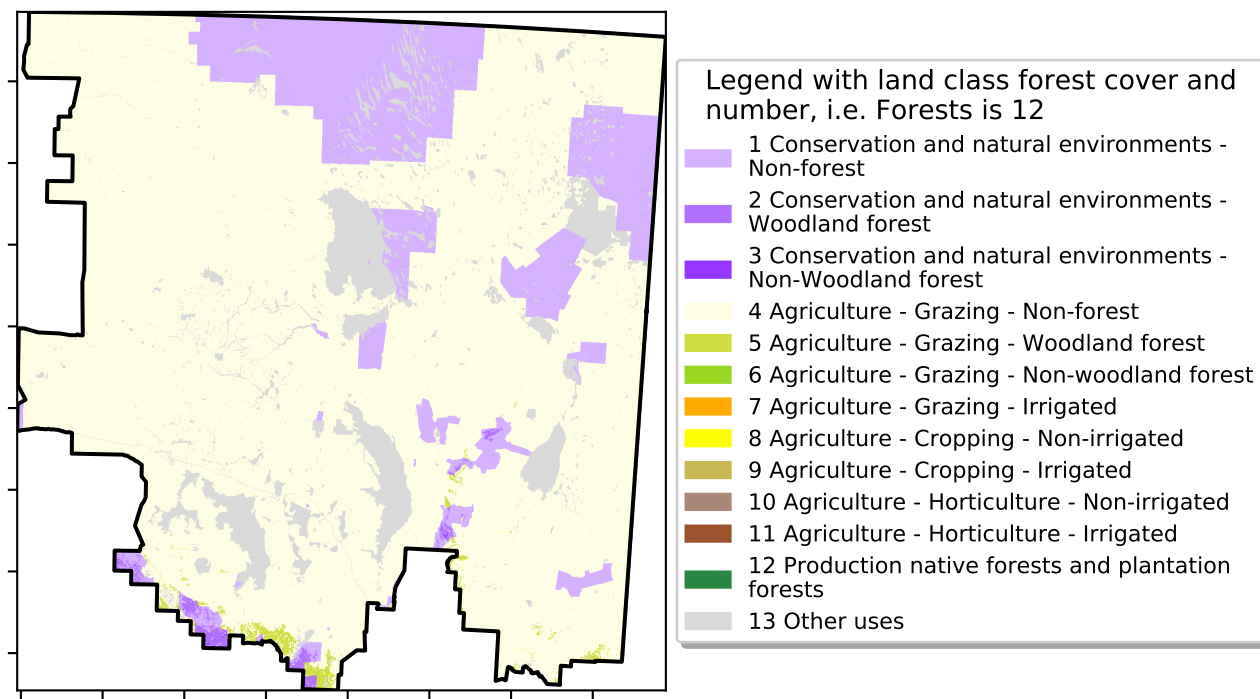 Legend with land class forest cover and
number, i.e. Forests is 12
1 Conservation and natural environments -
Non-forest
2 Conservation and natural environments -
Woodland forest
3 Conservation and natural environments -
Non-Woodland forest
4 Agriculture - Grazing - Non-forest
5 Agriculture - Grazing - Woodland forest
6 Agriculture - Grazing - Non-woodland forest
7 Agriculture - Grazing - Irrigated
8 Agriculture - Cropping - Non-irrigated
9 Agriculture - Cropping - Irrigated
10 Agriculture - Horticulture - Non-irrigated
11 Agriculture - Horticulture - Irrigated
12 Production native forests and plantation
forests
13 Other uses